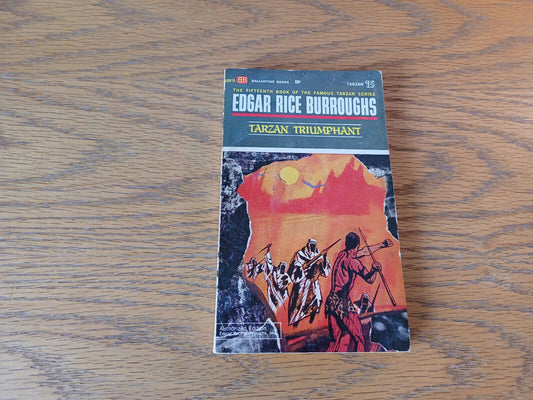 BB BALLANTINE BOOKS 50¢ TARZAN 15
THE FIFTEENTH BOOK OF THE FAMOUS TARZAN SERIES
EDGAR RICE BURROUGHS
TARZAN TRIUMPHANT
Authorized Edition